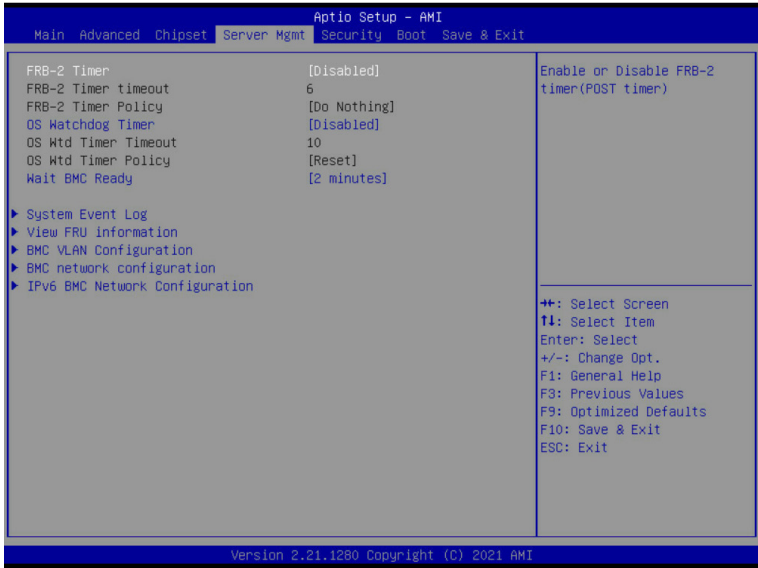 Aptio Setup - AMI
Main Advanced Chipset Server Mgmt Security Boot Save & Exit
FRB-2 Timer [Disabled]
FRB-2 Timer timeout 6
FRB-2 Timer Policy [Do Nothing]
OS Watchdog Timer [Disabled]
OS Wtd Timer Timeout 10
OS Wtd Timer Policy [Reset]
Wait BMC Ready [2 minutes]
System Event Log
View FRU information
BMC VLAN Configuration
BMC network configuration
IPv6 BMC Network Configuration
Enable or Disable FRB-2
timer(POST timer)
→←: Select Screen
↑↓: Select Item
Enter: Select
+/-: Change Opt.
F1: General Help
F3: Previous Values
F9: Optimized Defaults
F10: Save & Exit
ESC: Exit
Version 2.21.1280 Copyright (C) 2021 AMI